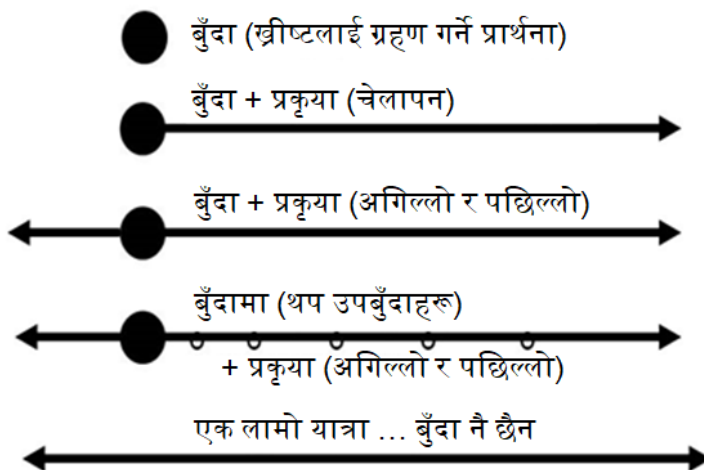 बुँदा (ख्रीष्टलाई ग्रहण गर्ने प्रार्थना)
बुँदा + प्रकृया (चेलापन)
बुँदा + प्रकृया (अगिल्लो र पछिल्लो)
बुँदामा (थप उपबुँदाहरू)
+ प्रकृया (अगिल्लो र पछिल्लो)
एक लामो यात्रा ... बुँदा नै छैन